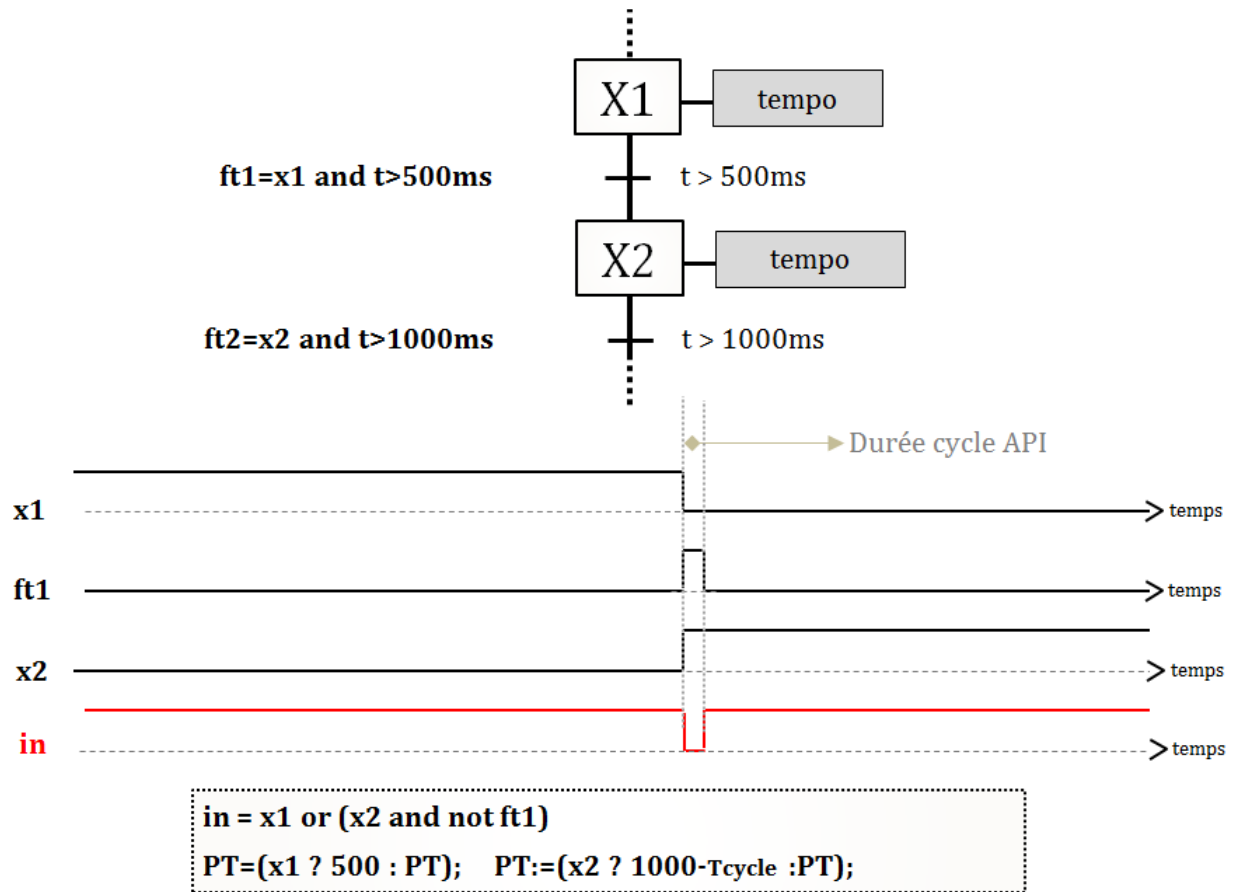 X1
tempo
ft1=x1 and t>500ms
t > 500ms
X2
tempo
ft2=x2 and t>1000ms
t > 1000ms
Durée cycle API
x1
temps
ft1
temps
x2
temps
in
temps
in = x1 or (x2 and not ft1)
PT=(x1 ? 500 : PT); PT:=(x2 ? 1000-Tcycle :PT);